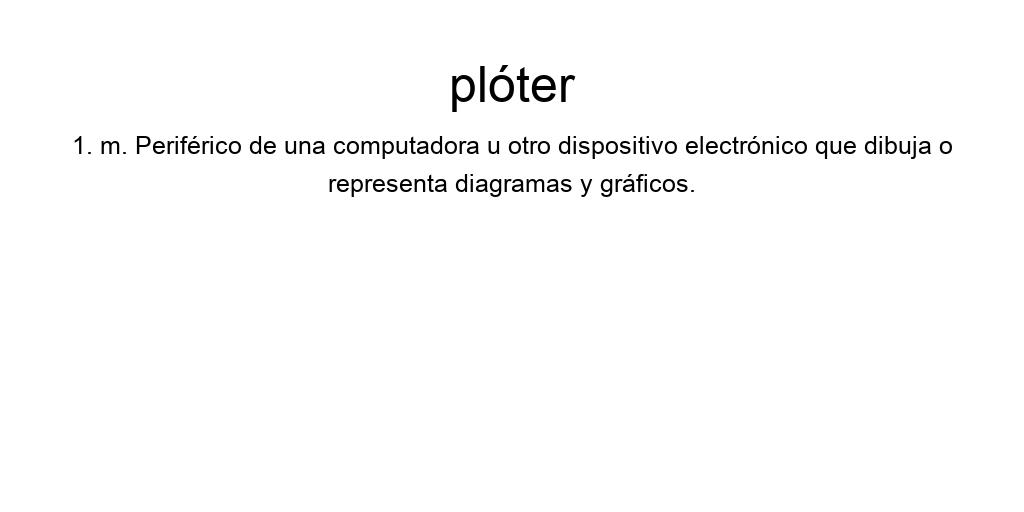 plóter
1. m. Periférico de una computadora u otro dispositivo electrónico que dibuja o
representa diagramas y gráficos.